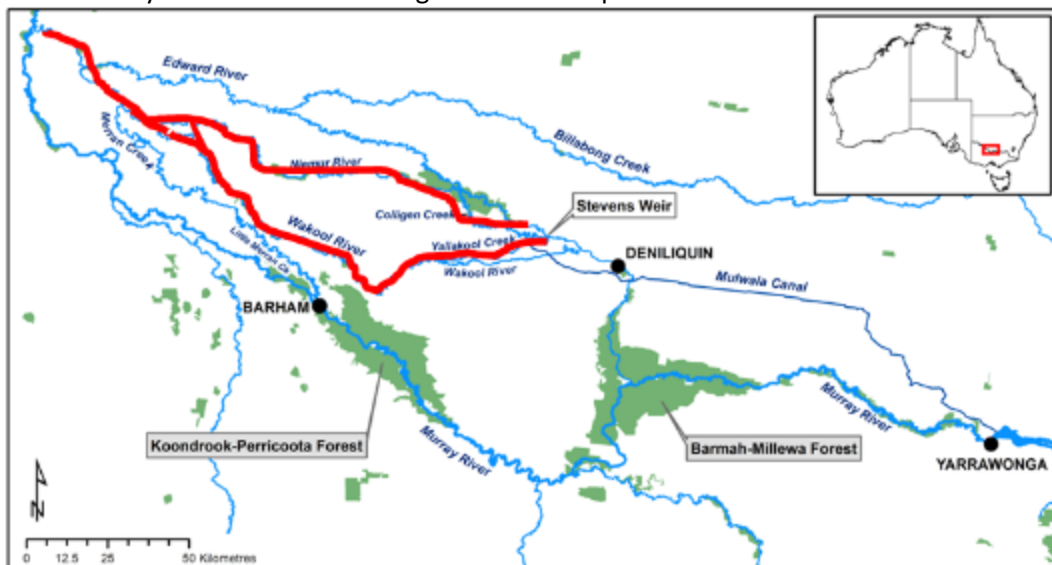 Edward River
Billabong Creek
Merran Creek
Niemur River
Colligen Creek
Stevens Weir
Wakool River
Yallakool Creek
Wakool River
DENILIQUIN
Mulwala Canal
Little Merran Ck
BARHAM
Murray River
Koondrook-Perricoota Forest
Murray River
Barmah-Millewa Forest
YARRAWONGA
N
0 12.5 25 50 Kilometres